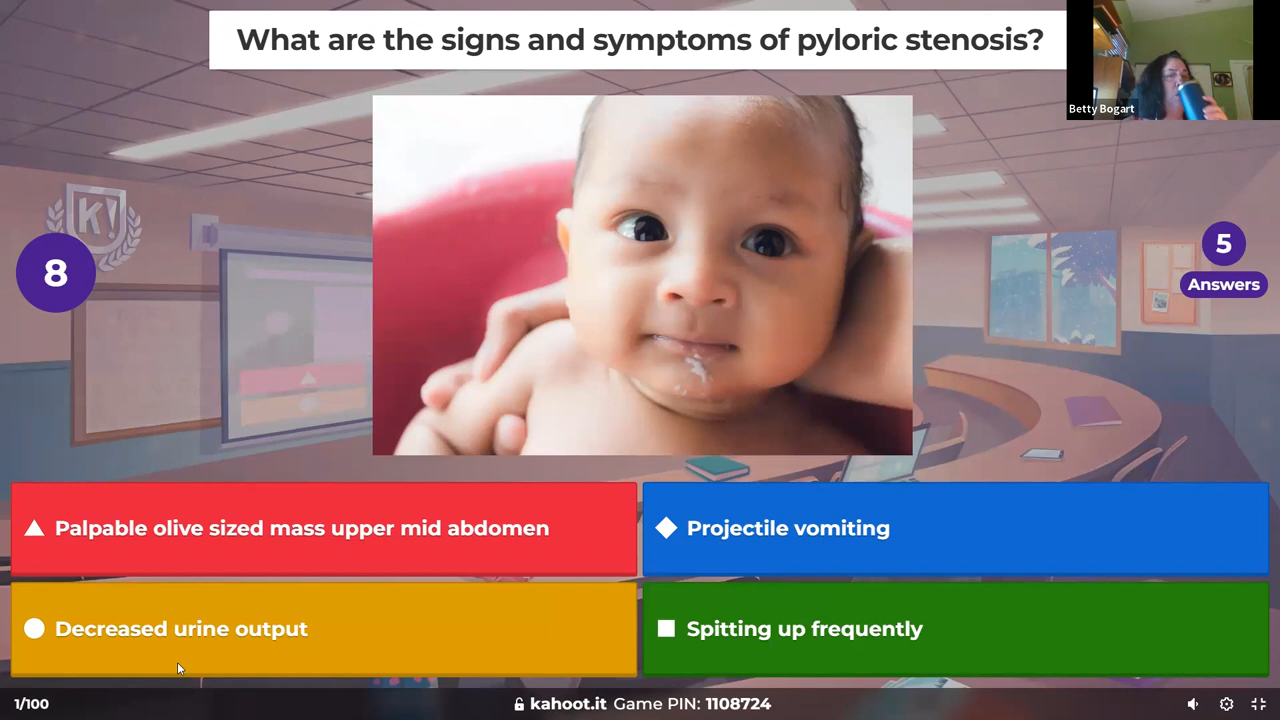 What are the signs and symptoms of pyloric stenosis?
Betty Bogart
K!
8
5
Answers
Palpable olive sized mass upper mid abdomen
Projectile vomiting
Decreased urine output
Spitting up frequently
1/100
kahoot.it Game PIN: 1108724